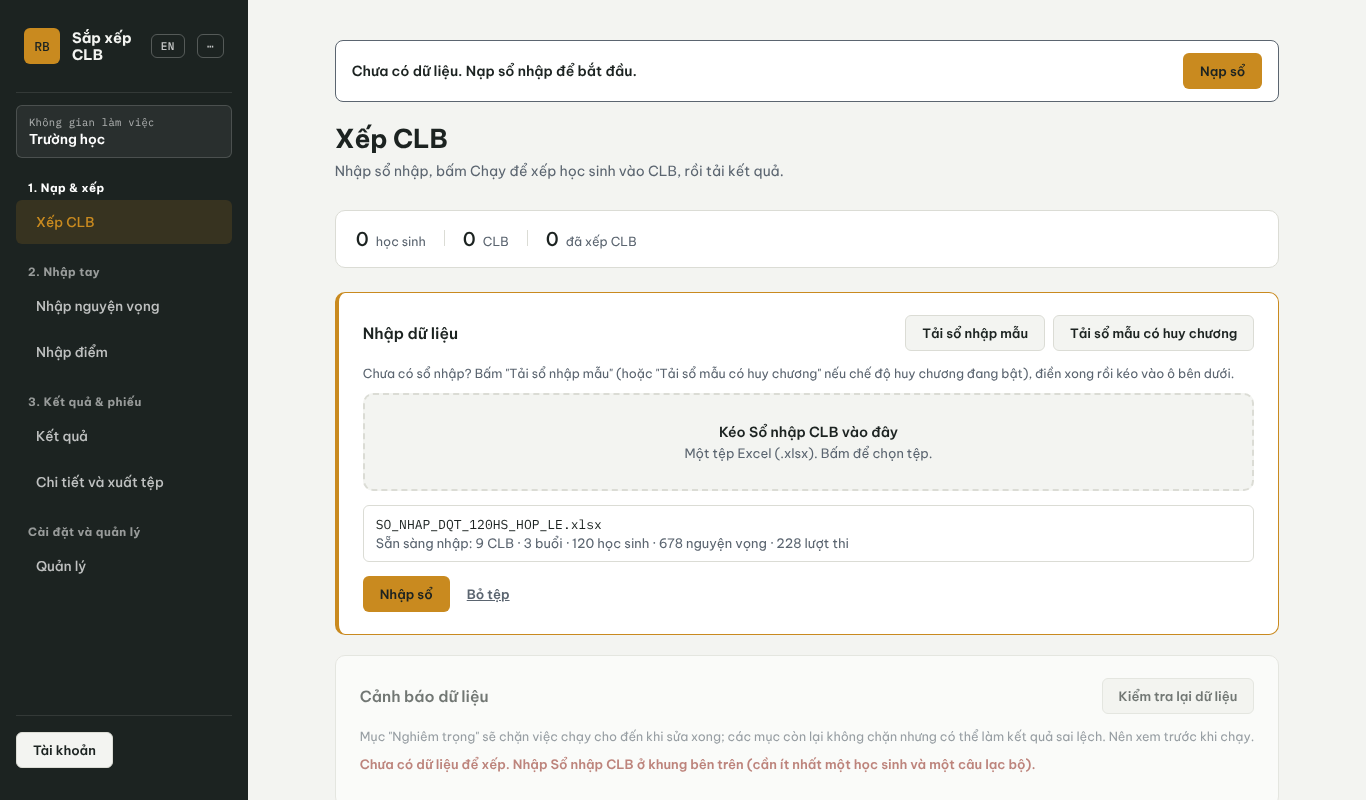 RB
Sắp xếp
CLB
EN
⋯
Không gian làm việc
Trường học
1. Nạp & xếp
Xếp CLB
2. Nhập tay
Nhập nguyện vọng
Nhập điểm
3. Kết quả & phiếu
Kết quả
Chi tiết và xuất tệp
Cài đặt và quản lý
Quản lý
Tài khoản
Chưa có dữ liệu. Nạp sổ nhập để bắt đầu.
Nạp sổ
Xếp CLB
Nhập sổ nhập, bấm Chạy để xếp học sinh vào CLB, rồi tải kết quả.
0 học sinh
0 CLB
0 đã xếp CLB
Nhập dữ liệu
Tải sổ nhập mẫu
Tải sổ mẫu có huy chương
Chưa có sổ nhập? Bấm "Tải sổ nhập mẫu" (hoặc "Tải sổ mẫu có huy chương" nếu chế độ huy chương đang bật), điền xong rồi kéo vào ô bên dưới.
Kéo Sổ nhập CLB vào đây
Một tệp Excel (.xlsx). Bấm để chọn tệp.
SO_NHAP_DQT_120HS_HOP_LE.xlsx
Sẵn sàng nhập: 9 CLB · 3 buổi · 120 học sinh · 678 nguyện vọng · 228 lượt thi
Nhập sổ
Bỏ tệp
Cảnh báo dữ liệu
Kiểm tra lại dữ liệu
Mục "Nghiêm trọng" sẽ chặn việc chạy cho đến khi sửa xong; các mục còn lại không chặn nhưng có thể làm kết quả sai lệch. Nên xem trước khi chạy.
Chưa có dữ liệu để xếp. Nhập Sổ nhập CLB ở khung bên trên (cần ít nhất một học sinh và một câu lạc bộ).